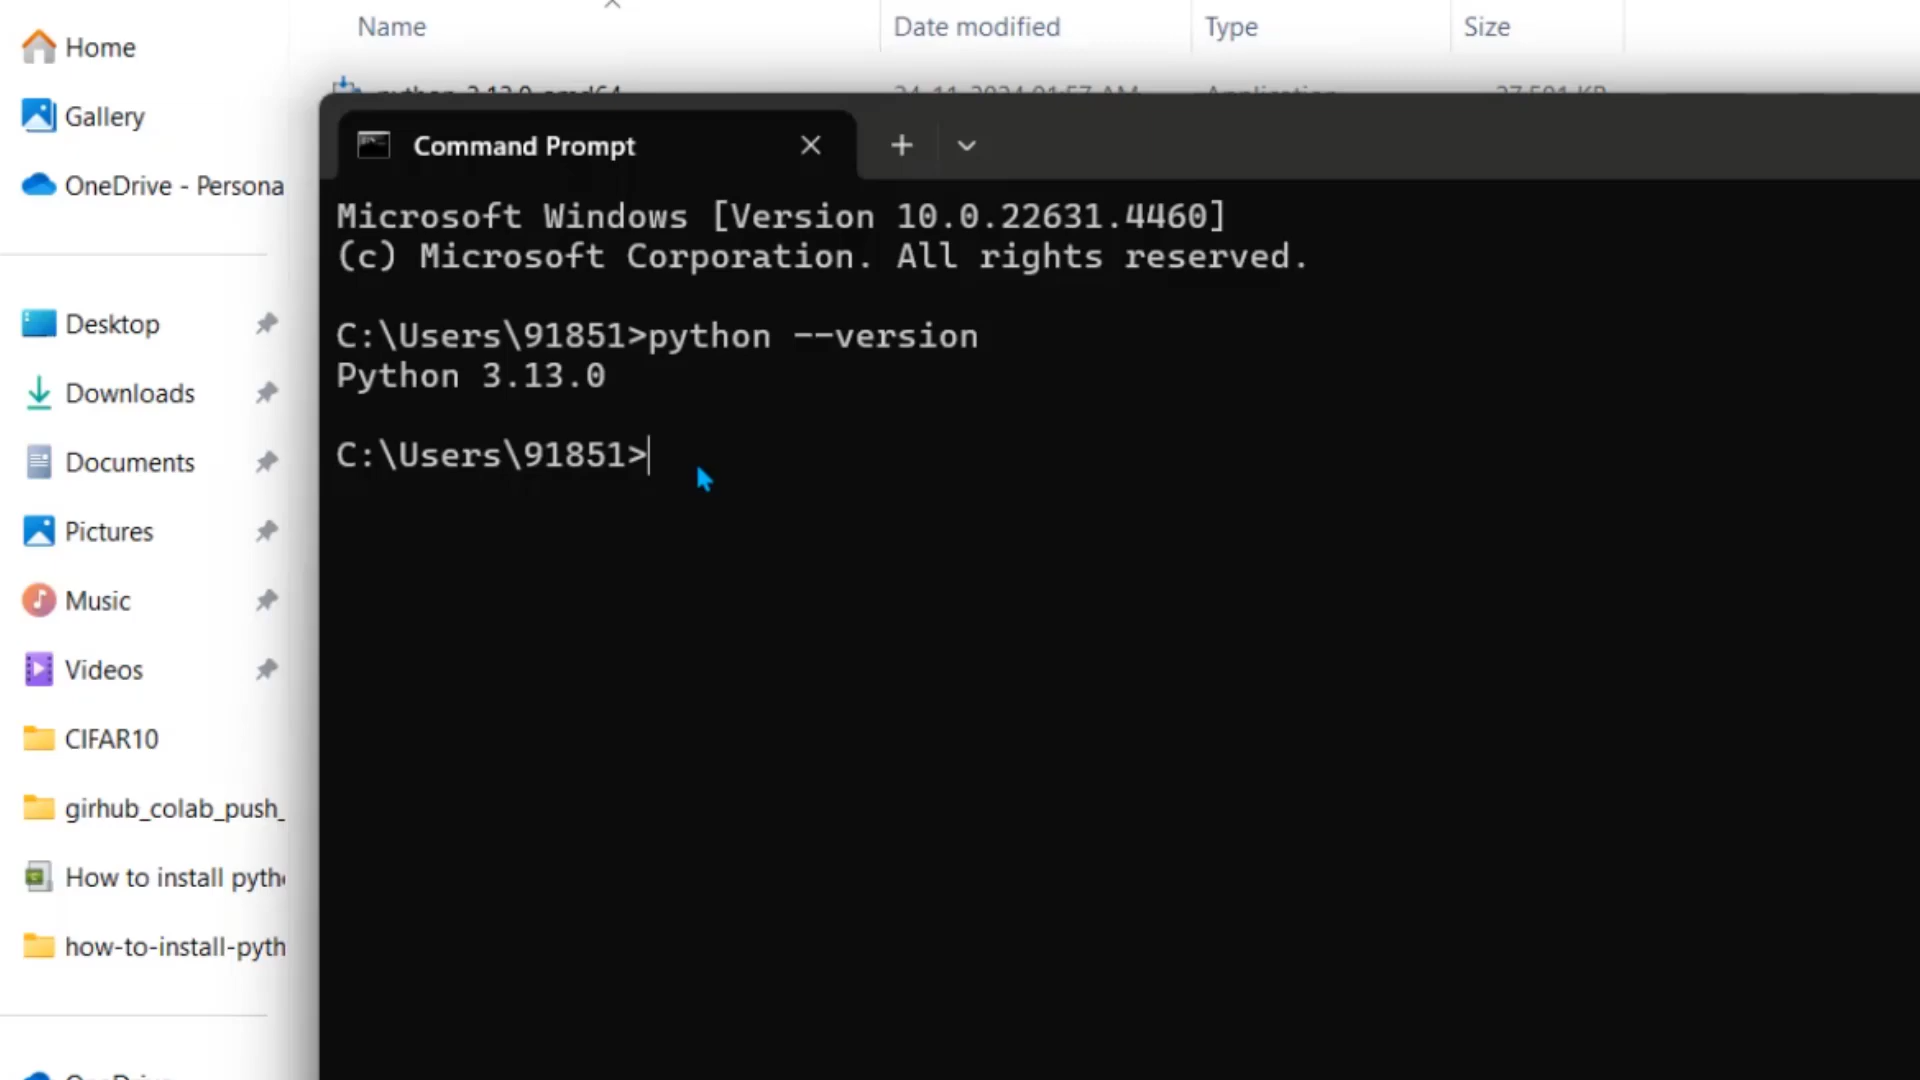 Name Date modified Type Size
Home
Gallery
OneDrive - Persona
Desktop
Downloads
Documents
Pictures
Music
Videos
CIFAR10
girhub_colab_push_
How to install pyth
how-to-install-pyth
Command Prompt
Microsoft Windows [Version 10.0.22631.4460]
(c) Microsoft Corporation. All rights reserved.
C:\Users\91851>python --version
Python 3.13.0
C:\Users\91851>